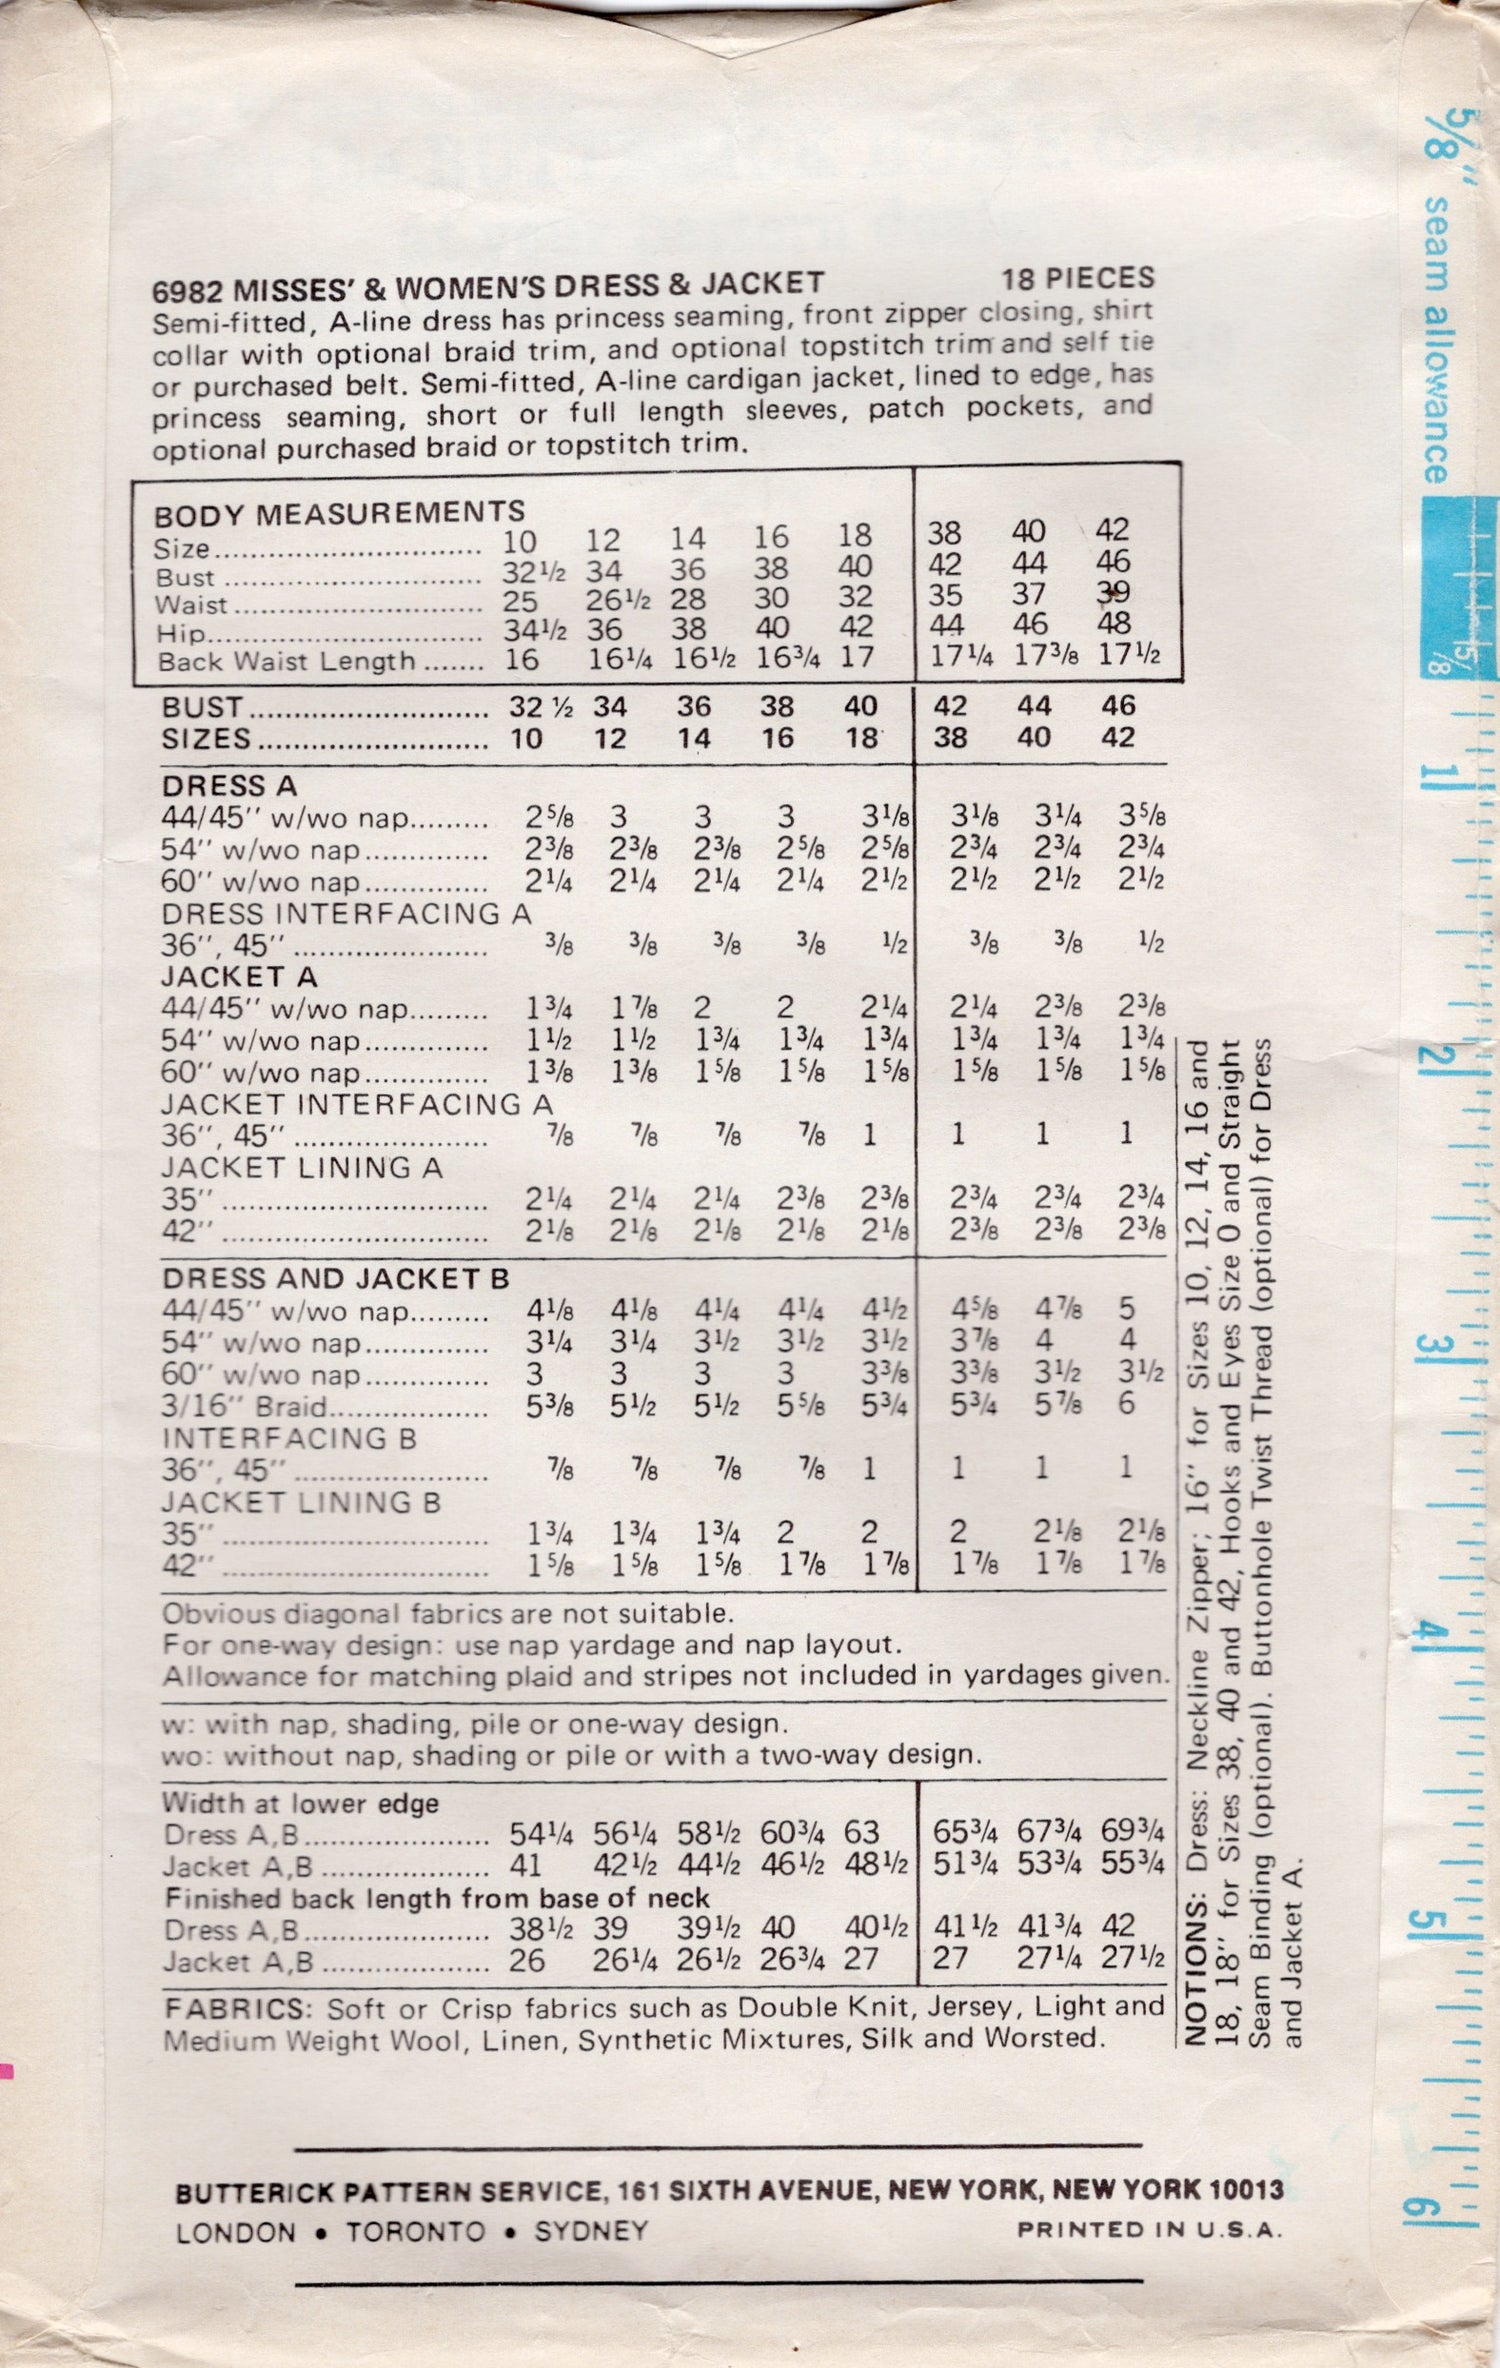 6982 MISSES' & WOMEN'S DRESS & JACKET 18 PIECES
Semi-fitted, A-line dress has princess seaming, front zipper closing, shirt
collar with optional braid trim, and optional topstitch trim and self tie
or purchased belt. Semi-fitted, A-line cardigan jacket, lined to edge, has
princess seaming, short or full length sleeves, patch pockets, and
optional purchased braid or topstitch trim.
BODY MEASUREMENTS
Size.............................. 10 12 14 16 18 38 40 42
Bust ............................. 32½ 34 36 38 40 42 44 46
Waist............................ 25 26½ 28 30 32 35 37 39
Hip............................... 34½ 36 38 40 42 44 46 48
Back Waist Length ....... 16 16¼ 16½ 16¾ 17 17¼ 17⅜ 17½
BUST........................... 32 ½ 34 36 38 40 42 44 46
SIZES.......................... 10 12 14 16 18 38 40 42
DRESS A
44/45" w/wo nap......... 2⅝ 3 3 3 3⅛ 3⅛ 3¼ 3⅝
54" w/wo nap.............. 2⅜ 2⅜ 2⅜ 2⅝ 2⅝ 2¾ 2¾ 2¾
60" w/wo nap.............. 2¼ 2¼ 2¼ 2¼ 2½ 2½ 2½ 2½
DRESS INTERFACING A
36", 45" ...................... ⅜ ⅜ ⅜ ⅜ ½ ⅜ ⅜ ½
JACKET A
44/45" w/wo nap......... 1¾ 1⅞ 2 2 2¼ 2¼ 2⅜ 2⅜
54" w/wo nap.............. 1½ 1½ 1¾ 1¾ 1¾ 1¾ 1¾ 1¾
60" w/wo nap.............. 1⅜ 1⅜ 1⅝ 1⅝ 1⅝ 1⅝ 1⅝ 1⅝
JACKET INTERFACING A
36", 45" ...................... ⅞ ⅞ ⅞ ⅞ 1 1 1 1
JACKET LINING A
35" .............................. 2¼ 2¼ 2¼ 2⅜ 2⅜ 2¾ 2¾ 2¾
42" .............................. 2⅛ 2⅛ 2⅛ 2⅛ 2⅛ 2⅜ 2⅜ 2⅜
DRESS AND JACKET B
44/45" w/wo nap......... 4⅛ 4⅛ 4¼ 4¼ 4½ 4⅝ 4⅞ 5
54" w/wo nap.............. 3¼ 3¼ 3½ 3½ 3½ 3⅞ 4 4
60" w/wo nap.............. 3 3 3 3 3⅜ 3⅜ 3½ 3½
3/16" Braid.................. 5⅜ 5½ 5½ 5⅝ 5¾ 5¾ 5⅞ 6
INTERFACING B
36", 45" ...................... ⅞ ⅞ ⅞ ⅞ 1 1 1 1
JACKET LINING B
35" .............................. 1¾ 1¾ 1¾ 2 2 2 2⅛ 2⅛
42" .............................. 1⅝ 1⅝ 1⅝ 1⅞ 1⅞ 1⅞ 1⅞ 1⅞
Obvious diagonal fabrics are not suitable.
For one-way design: use nap yardage and nap layout.
Allowance for matching plaid and stripes not included in yardages given.
w: with nap, shading, pile or one-way design.
wo: without nap, shading or pile or with a two-way design.
Width at lower edge
Dress A,B..................... 54¼ 56¼ 58½ 60¾ 63 65¾ 67¾ 69¾
Jacket A,B ................... 41 42½ 44½ 46½ 48½ 51¾ 53¾ 55¾
Finished back length from base of neck
Dress A,B..................... 38½ 39 39½ 40 40½ 41½ 41¾ 42
Jacket A,B ................... 26 26¼ 26½ 26¾ 27 27 27¼ 27½
FABRICS: Soft or Crisp fabrics such as Double Knit, Jersey, Light and
Medium Weight Wool, Linen, Synthetic Mixtures, Silk and Worsted.
NOTIONS: Dress: Neckline Zipper; 16" for Sizes 10, 12, 14, 16 and
18, 18" for Sizes 38, 40 and 42, Hooks and Eyes Size 0 and Straight
Seam Binding (optional). Buttonhole Twist Thread (optional) for Dress
and Jacket A.
BUTTERICK PATTERN SERVICE, 161 SIXTH AVENUE, NEW YORK, NEW YORK 10013
LONDON • TORONTO • SYDNEY PRINTED IN U.S.A.
5/8" seam allowance
5/8
1
2
3
4
5
6